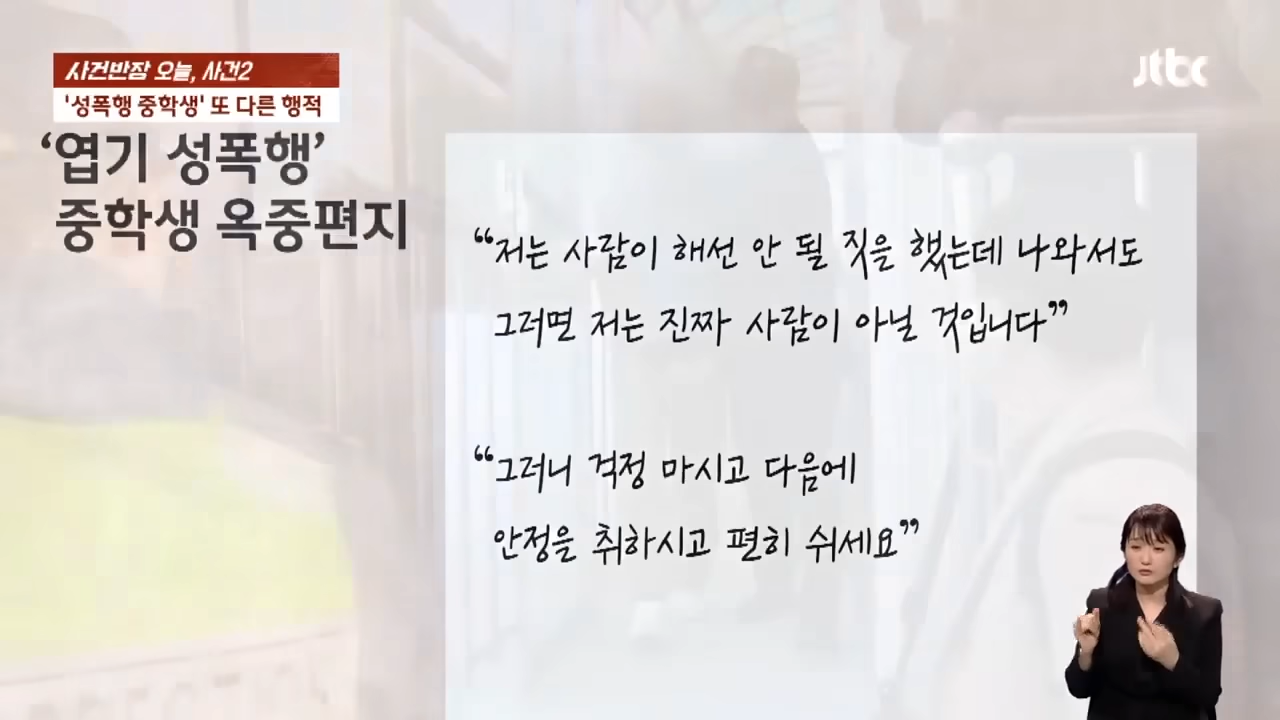 사건반장 오늘, 사건2
'성폭행 중학생' 또 다른 행적
jtbc
‘엽기 성폭행’
중학생 옥중편지
“저는 사람이 해선 안 될 짓을 했는데 나와서도
그러면 저는 진짜 사람이 아닐 것입니다”
“그러니 걱정 마시고 다음에
안정을 취하시고 편히 쉬세요”